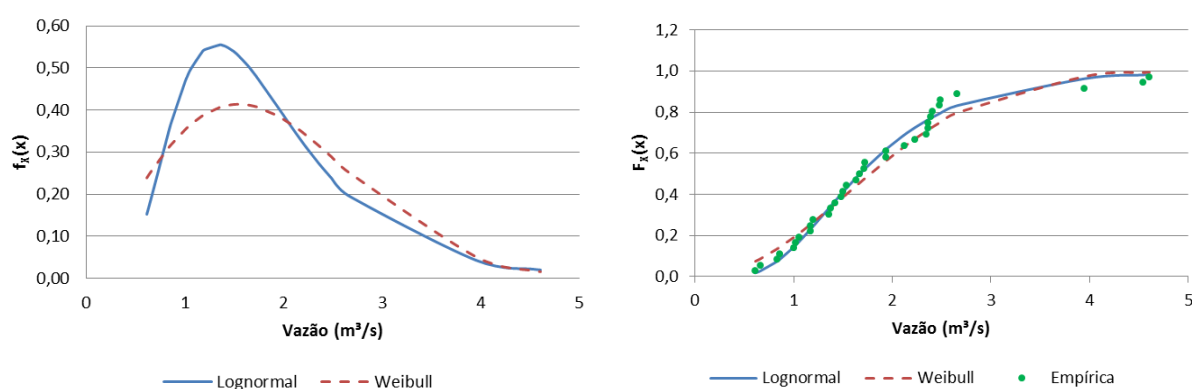 0,60
0,50
0,40
0,30
0,20
0,10
0,00
fₓ(x)
0 1 2 3 4 5
Vazão (m³/s)
Lognormal Weibull
1,2
1,0
0,8
0,6
0,4
0,2
0,0
Fₓ(x)
0 1 2 3 4 5
Vazão (m³/s)
Lognormal Weibull Empírica